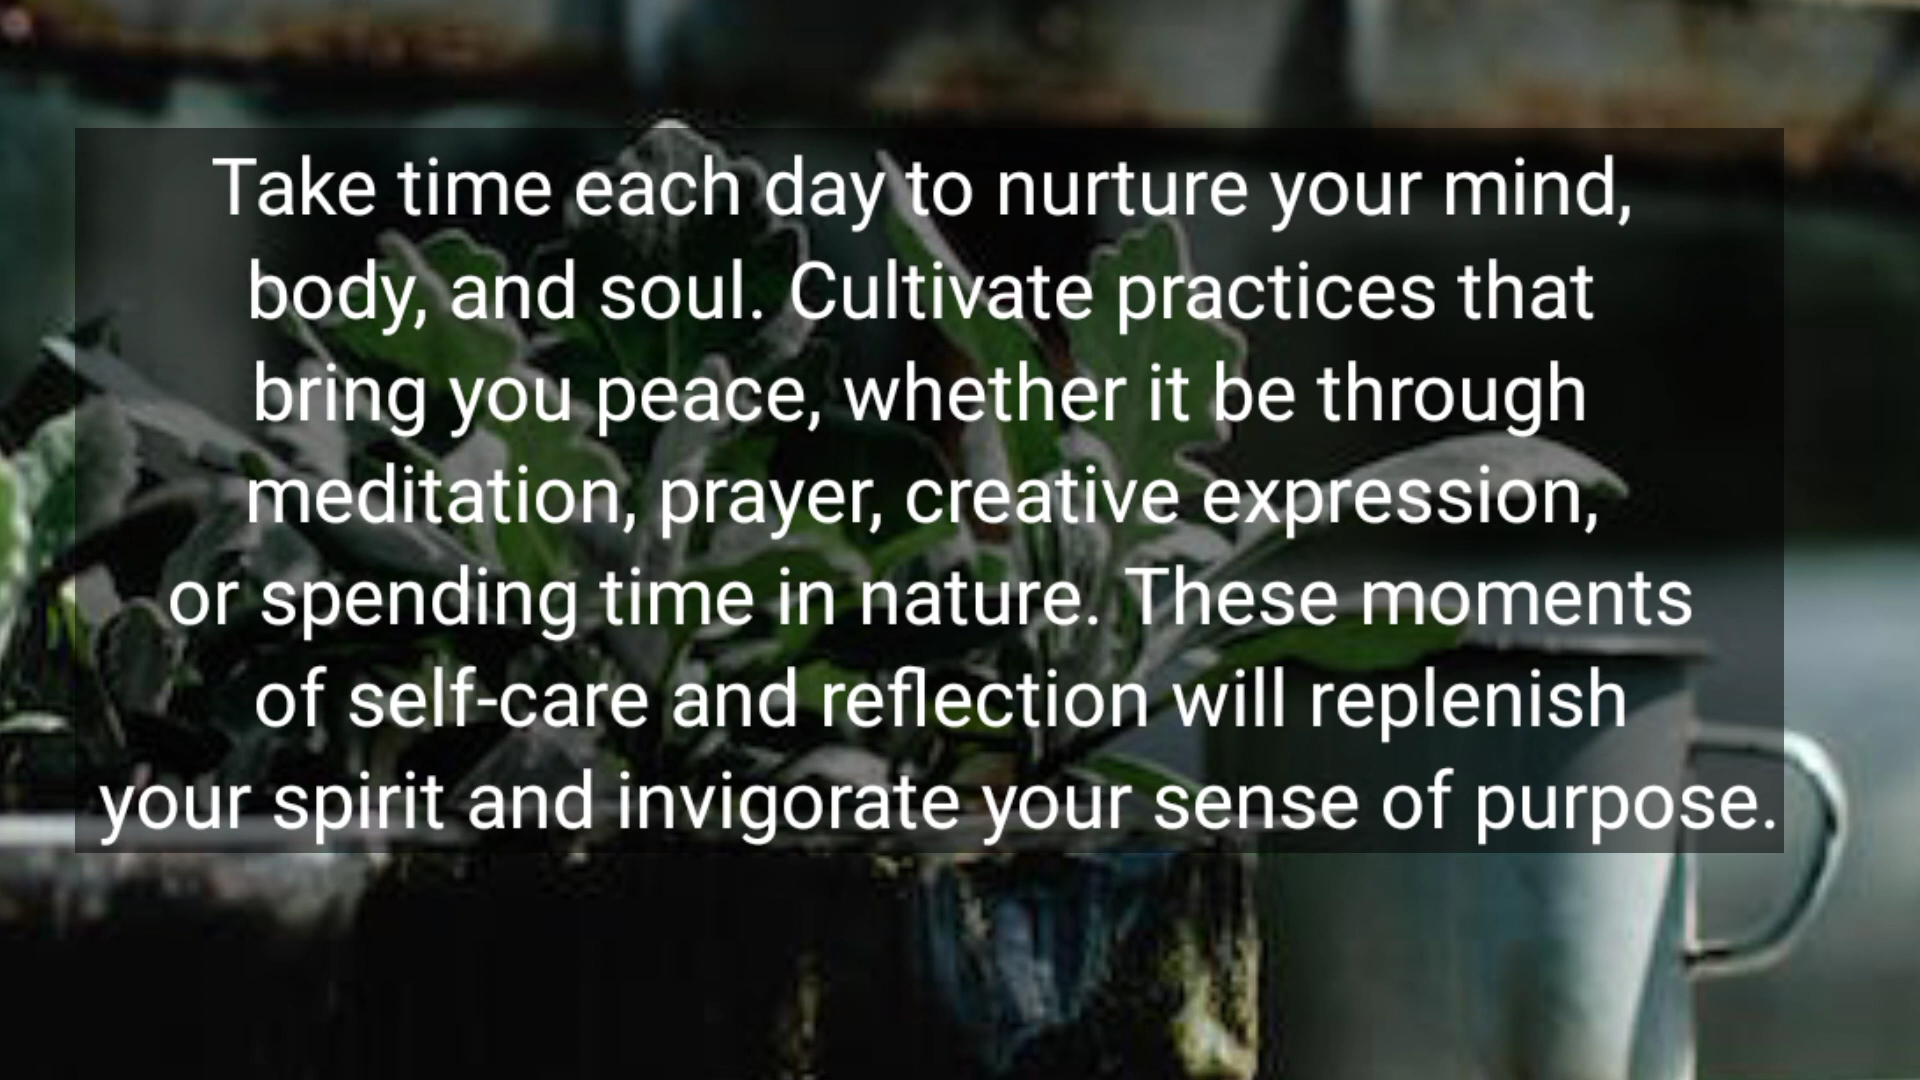 Take time each day to nurture your mind,
body, and soul. Cultivate practices that
bring you peace, whether it be through
meditation, prayer, creative expression,
or spending time in nature. These moments
of self-care and reflection will replenish
your spirit and invigorate your sense of purpose.